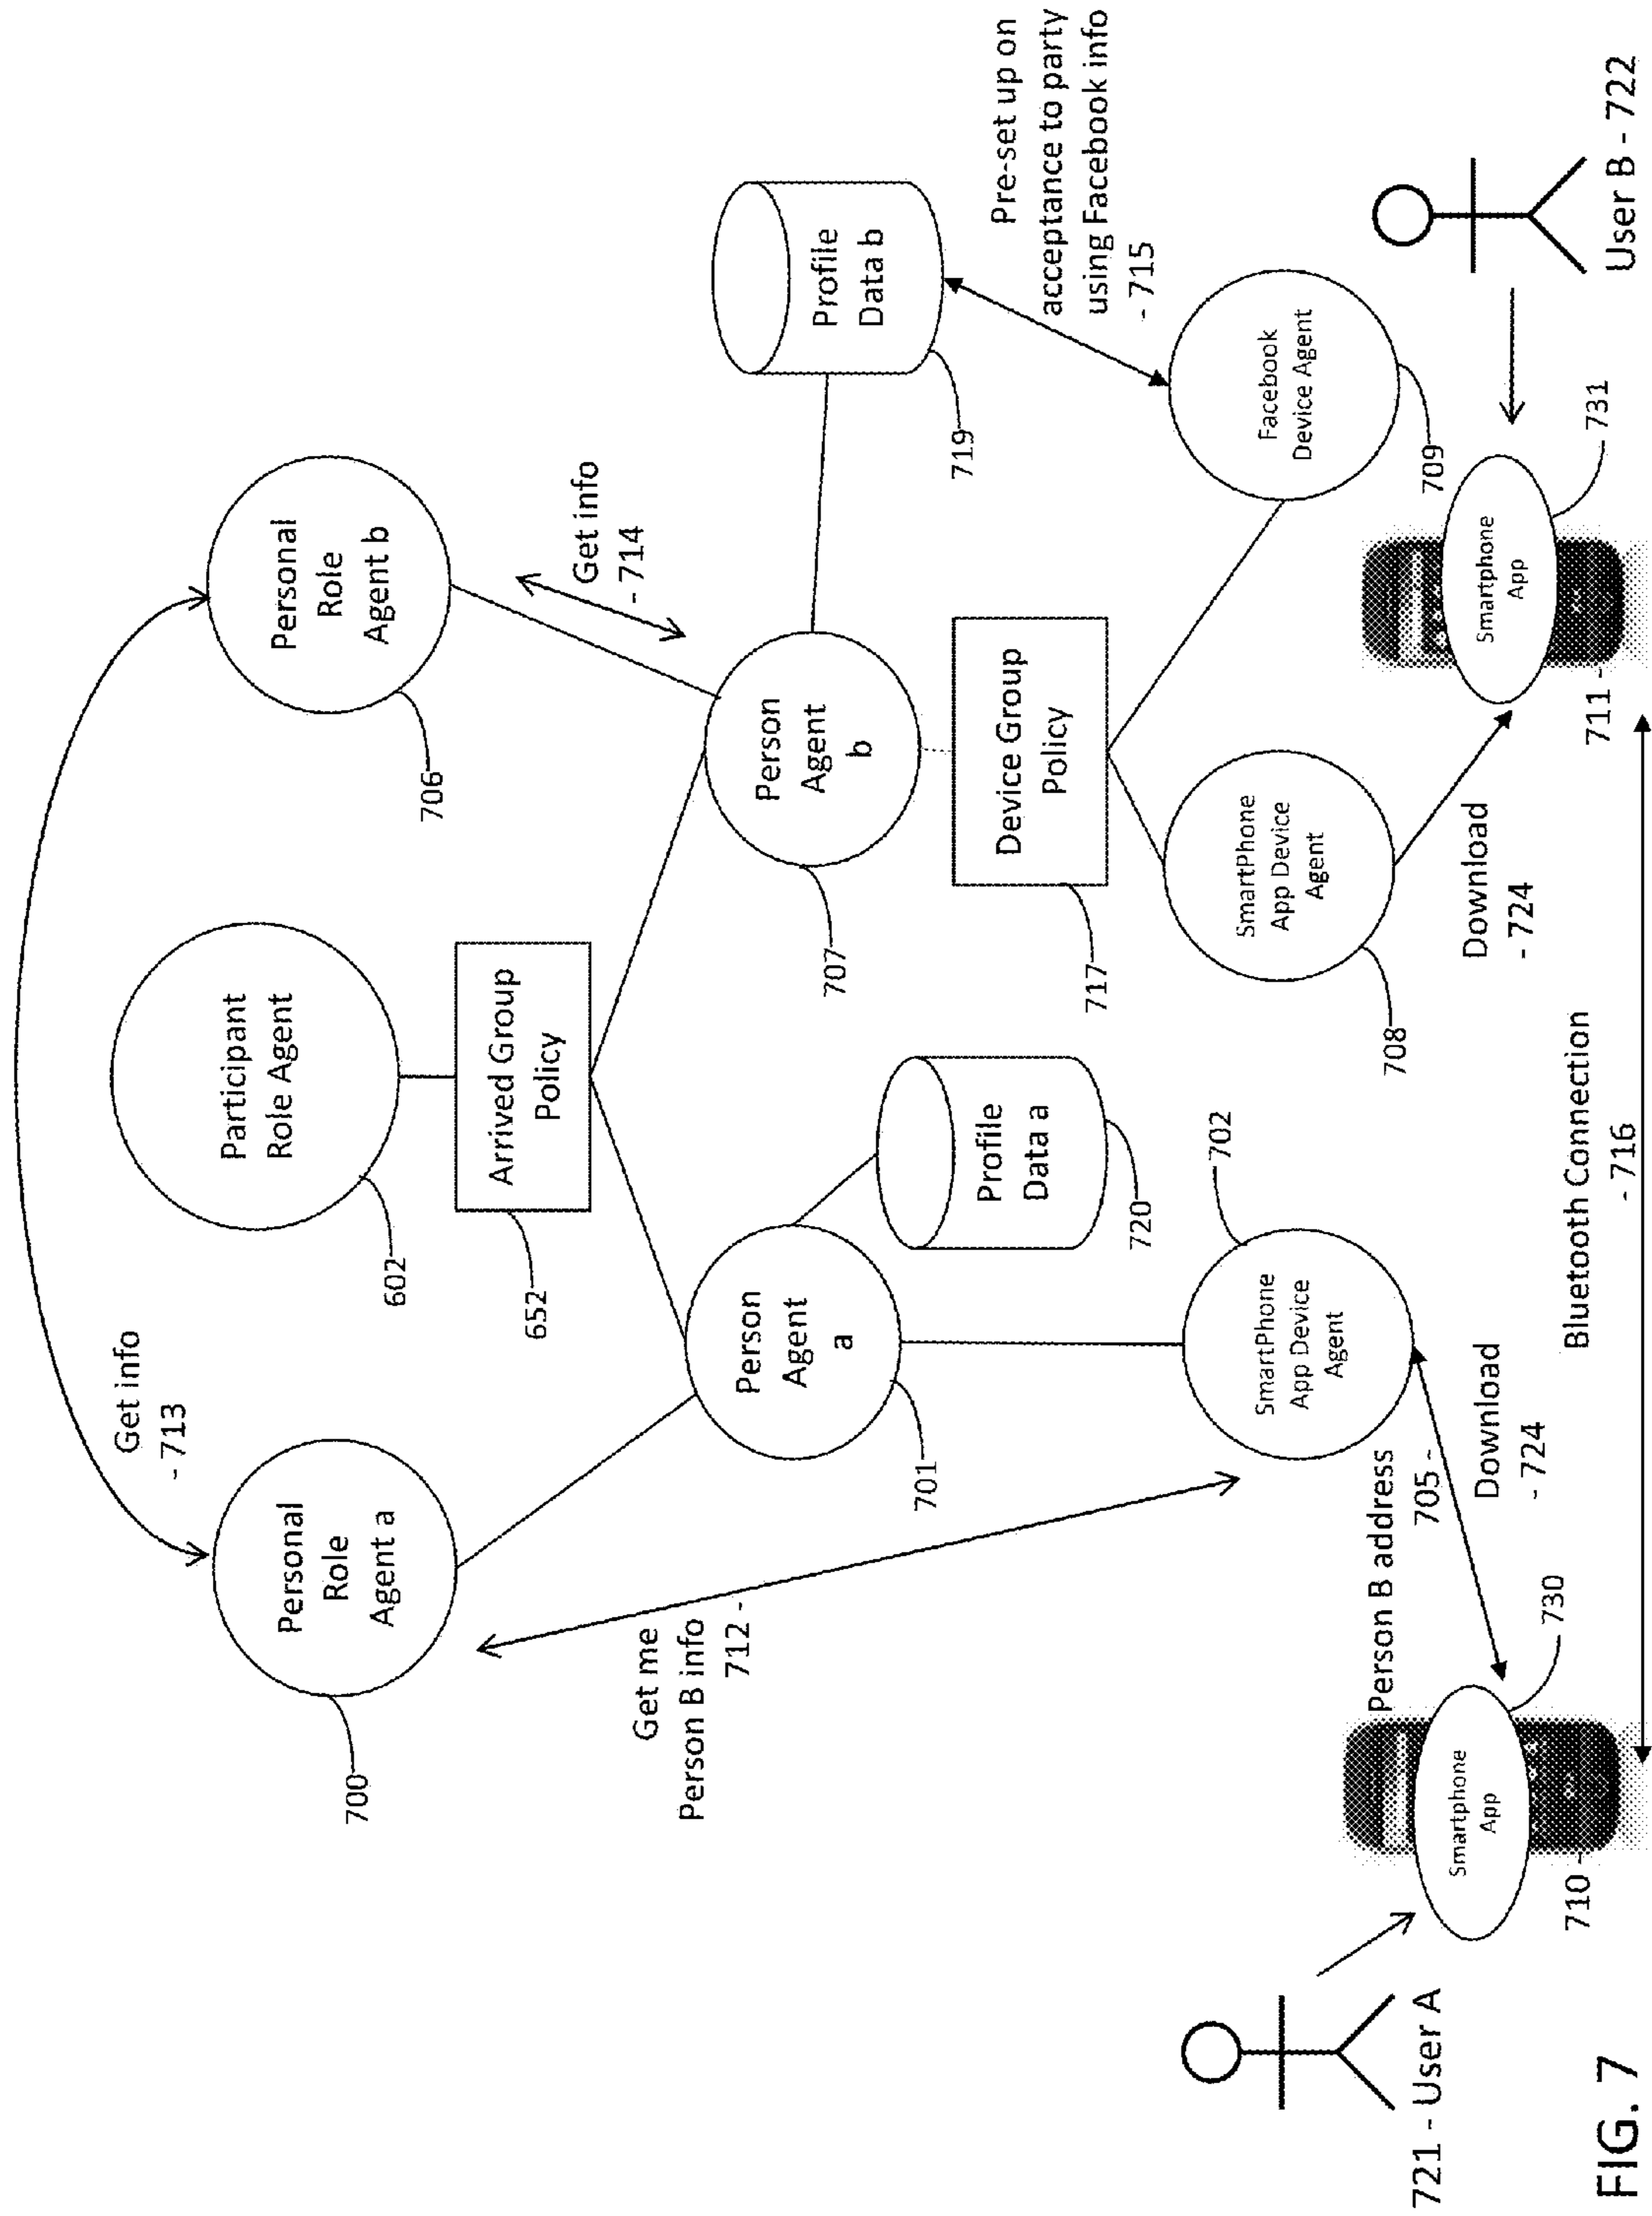 Get info
- 713
Participant
Role Agent
602
Personal
Role
Agent a
700
Personal
Role
Agent b
706
Arrived Group
Policy
652
Get info
- 714
Get me
Person B info
712 -
Person
Agent
a
701
Profile
Data a
720
Person
Agent
b
707
Profile
Data b
719
Device Group
Policy
717
Pre-set up on
acceptance to party
using Facebook info
- 715
SmartPhone
App Device
Agent
702
SmartPhone
App Device
Agent
708
Facebook
Device Agent
709
Person B address
705 -
Download
- 724
Download
- 724
721 - User A
Smartphone
App
730
710 -
Bluetooth Connection
- 716
Smartphone
App
731
711 -
User B - 722
FIG. 7